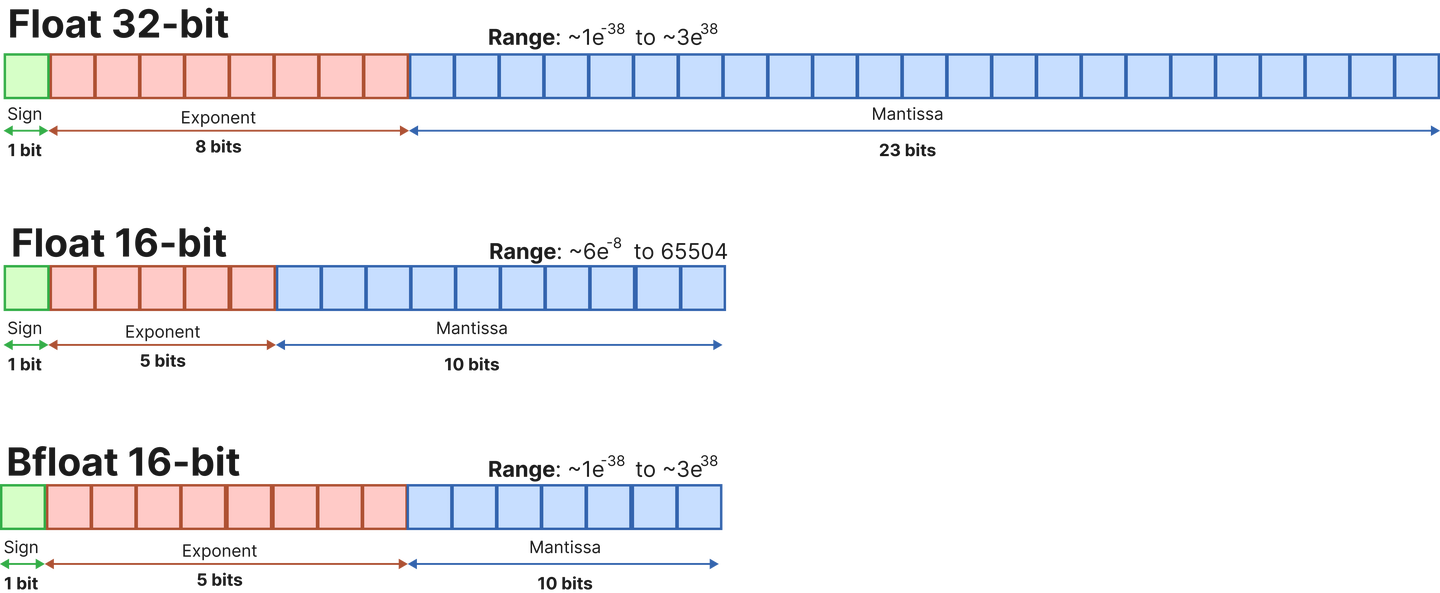 Float 32-bit
Range: ~1e-38 to ~3e38
Sign Exponent Mantissa
1 bit 8 bits 23 bits
Float 16-bit
Range: ~6e-8 to 65504
Sign Exponent Mantissa
1 bit 5 bits 10 bits
Bfloat 16-bit
Range: ~1e-38 to ~3e38
Sign Exponent Mantissa
1 bit 5 bits 10 bits